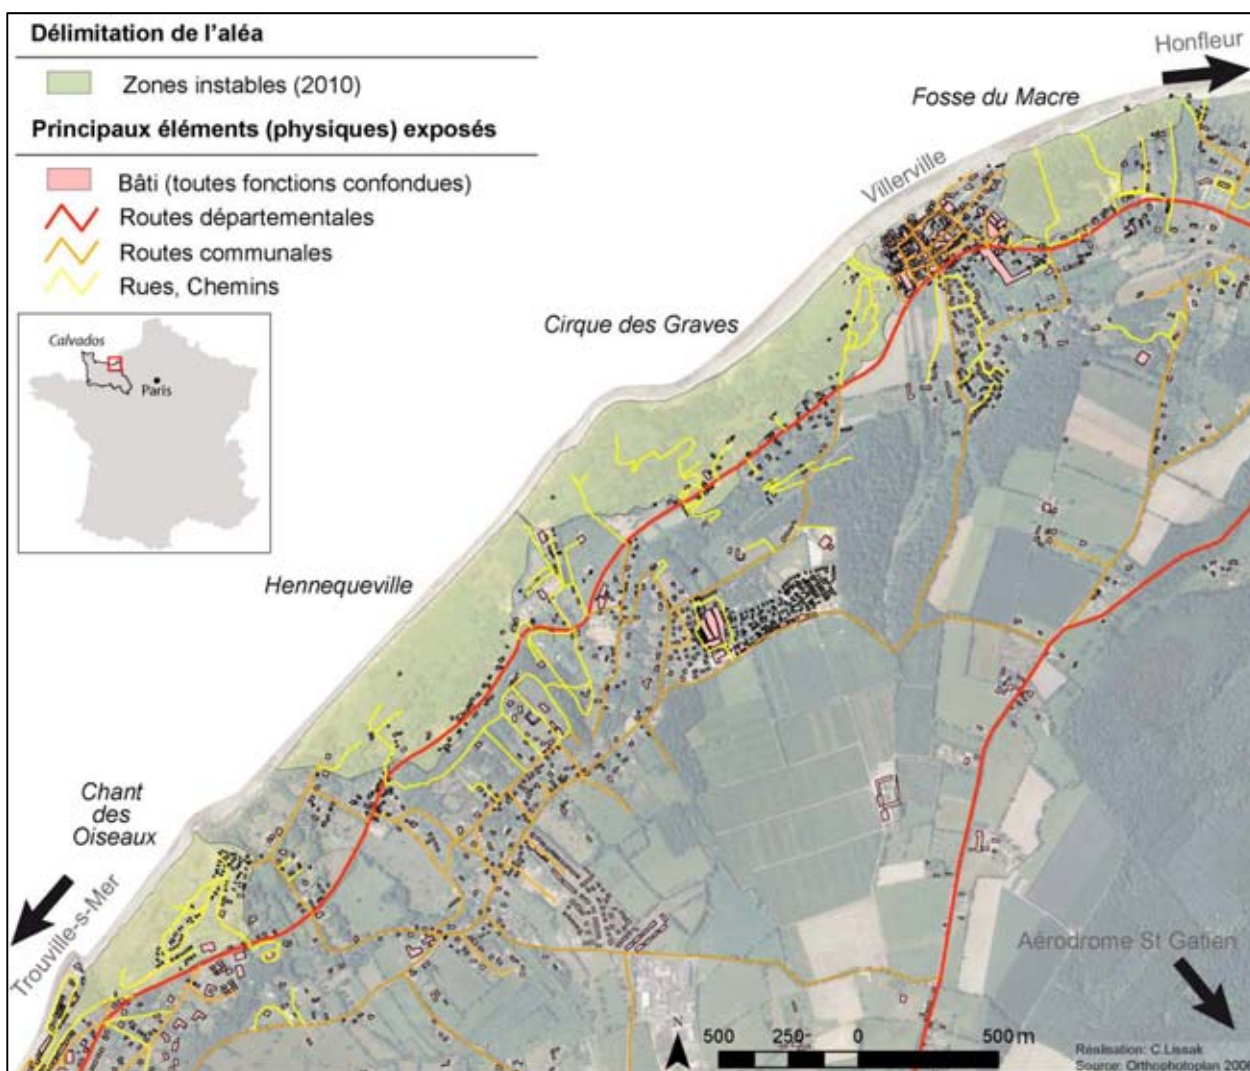 Délimitation de l'aléa
Zones instables (2010)
Principaux éléments (physiques) exposés
Bâti (toutes fonctions confondues)
Routes départementales
Routes communales
Rues, Chemins
Calvados
Paris
Honfleur
Fosse du Macre
Villerville
Cirque des Graves
Hennequeville
Chant
des
Oiseaux
Trouville-s-Mer
Aérodrome St Gatien
N
500 250 0 500 m
Réalisation: C.Lissak
Source: Orthophotoplan